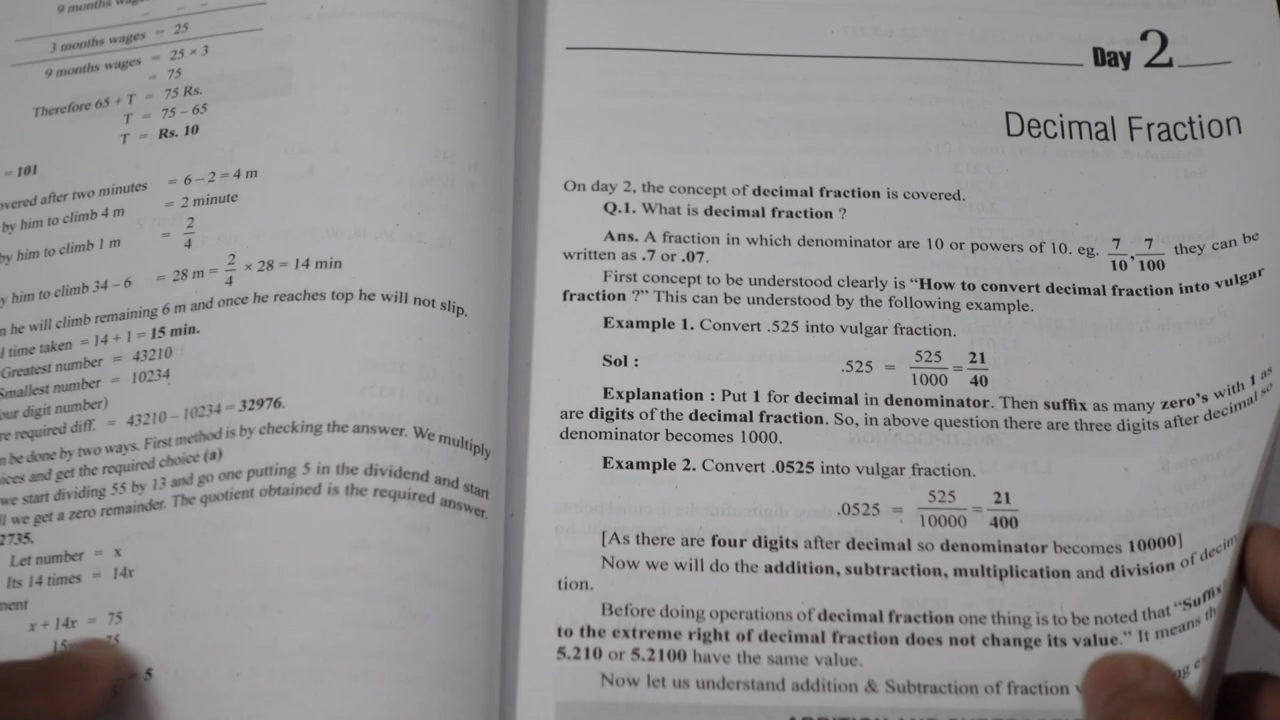 9 months
3 months wages = 25
9 months wages = 25 × 3
= 75
Therefore 65 + T = 75 Rs.
T = 75 – 65
T = Rs. 10
= 101
overed after two minutes = 6 – 2 = 4 m
by him to climb 4 m = 2 minute
by him to climb 1 m = 2/4
y him to climb 34 – 6 = 28 m = 2/4 × 28 = 14 min
n he will climb remaining 6 m and once he reaches top he will not slip.
l time taken = 14 + 1 = 15 min.
Greatest number = 43210
Smallest number = 10234
our digit number)
re required diff. = 43210 – 10234 = 32976.
n be done by two ways. First method is by checking the answer. We multiply
ices and get the required choice (a)
we start dividing 55 by 13 and go one putting 5 in the dividend and start
ll we get a zero remainder. The quotient obtained is the required answer.
2735.
Let number = x
Its 14 times = 14x
ment
x + 14x = 75
75
= 5
Day 2
Decimal Fraction
On day 2, the concept of decimal fraction is covered.
Q.1. What is decimal fraction ?
Ans. A fraction in which denominator are 10 or powers of 10. eg. 7/10, 7/100 they can be
written as .7 or .07.
First concept to be understood clearly is “How to convert decimal fraction into vulgar
fraction ?” This can be understood by the following example.
Example 1. Convert .525 into vulgar fraction.
Sol : .525 = 525/1000 = 21/40
Explanation : Put 1 for decimal in denominator. Then suffix as many zero’s with 1 as
are digits of the decimal fraction. So, in above question there are three digits after decimal so
denominator becomes 1000.
Example 2. Convert .0525 into vulgar fraction.
.0525 = 525/10000 = 21/400
[As there are four digits after decimal so denominator becomes 10000]
Now we will do the addition, subtraction, multiplication and division of decim
tion.
Before doing operations of decimal fraction one thing is to be noted that “Suffix
to the extreme right of decimal fraction does not change its value.” It means th
5.210 or 5.2100 have the same value.
Now let us understand addition & Subtraction of fraction